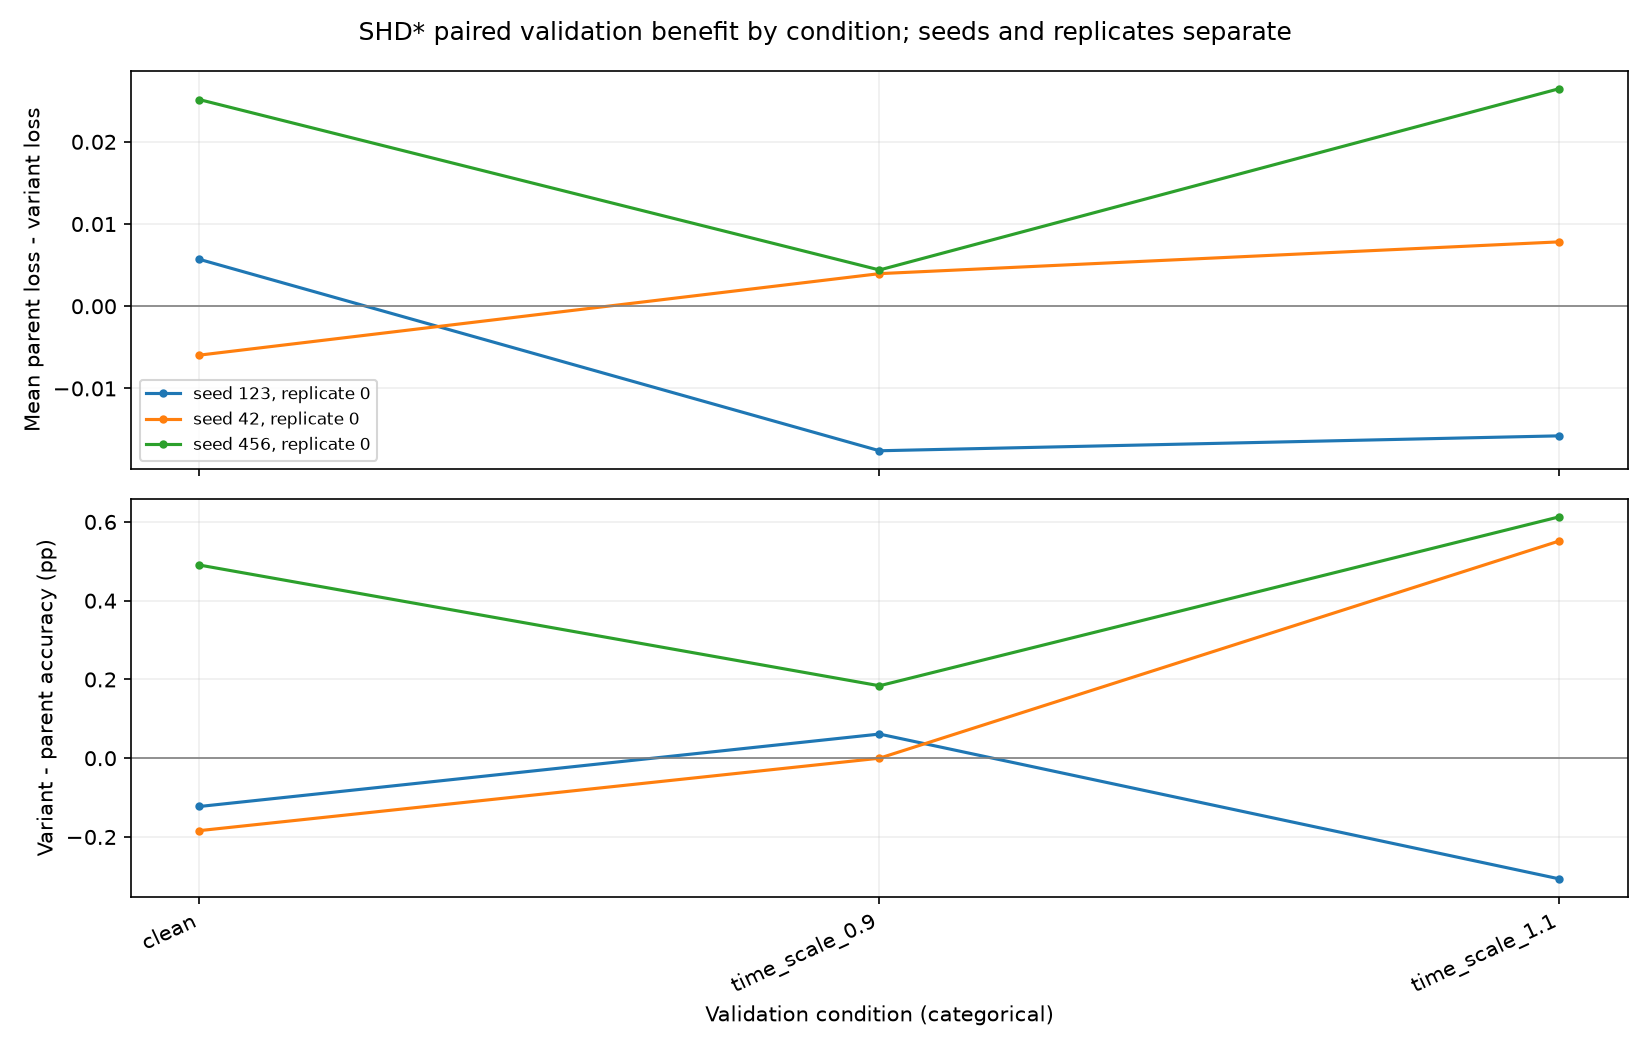 SHD* paired validation benefit by condition; seeds and replicates separate
Mean parent loss - variant loss
0.02
0.01
0.00
−0.01
seed 123, replicate 0
seed 42, replicate 0
seed 456, replicate 0
Variant - parent accuracy (pp)
0.6
0.4
0.2
0.0
−0.2
clean
time_scale_0.9
time_scale_1.1
Validation condition (categorical)